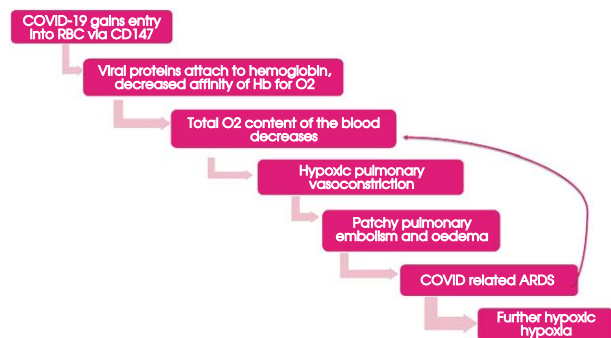 COVID-19 gains entry
into RBC via CD147
Viral proteins attach to hemoglobin,
decreased affinity of Hb for O2
Total O2 content of the blood
decreases
Hypoxic pulmonary
vasoconstriction
Patchy pulmonary
embolism and oedema
COVID related ARDS
Further hypoxic
hypoxia